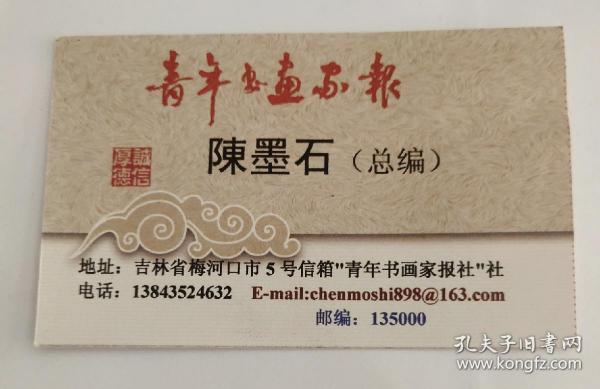 青年书画家报
陳墨石（总编）
誠信
厚德
地址：吉林省梅河口市 5 号信箱"青年书画家报社"社
电话：13843524632 E-mail:chenmoshi898@163.com
邮编：135000
孔夫子旧书网
www.kongfz.com